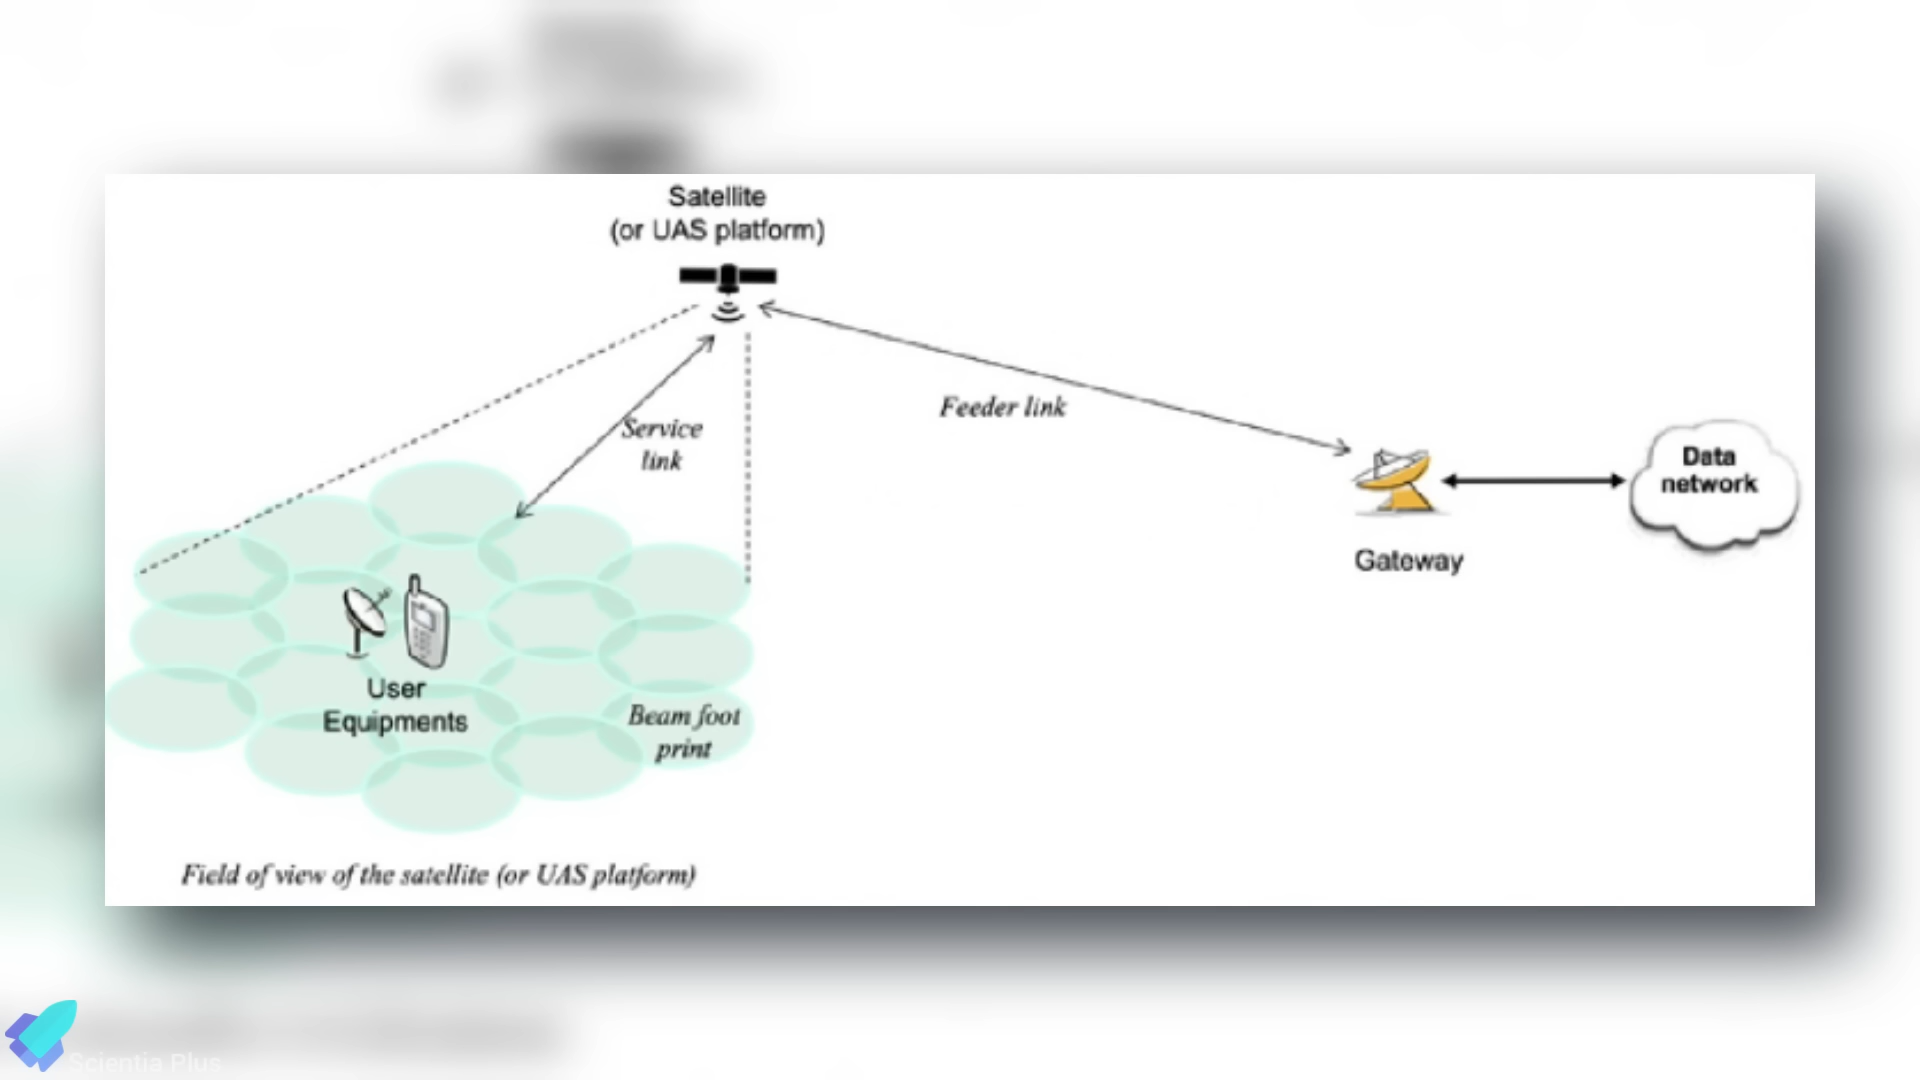 Satellite
(or UAS platform)
Service
link
Feeder link
Data
network
Gateway
User
Equipments
Beam foot
print
Field of view of the satellite (or UAS platform)
Scientia Plus